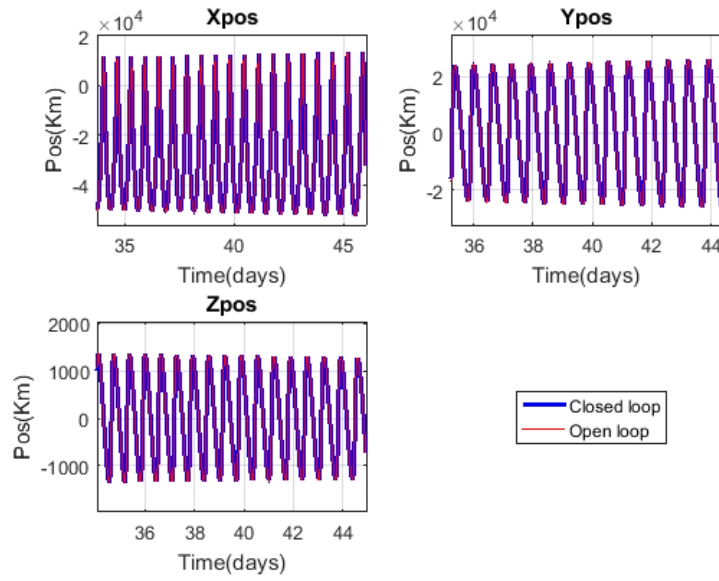 ×10⁴
Xpos
2
0
-2
-4
Pos(Km)
35
40
45
Time(days)
×10⁴
Ypos
2
0
-2
Pos(Km)
36
38
40
42
44
Time(days)
Zpos
2000
1000
0
-1000
Pos(Km)
36
38
40
42
44
Time(days)
Closed loop
Open loop